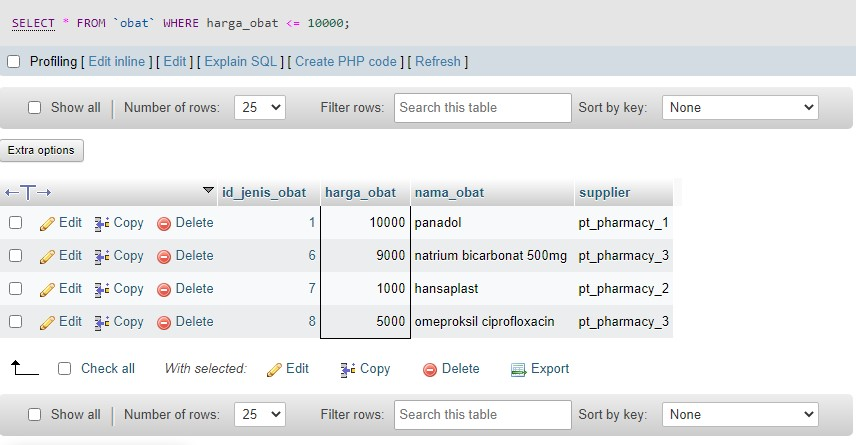 SELECT * FROM `obat` WHERE harga_obat <= 10000;
Profiling [ Edit inline ] [ Edit ] [ Explain SQL ] [ Create PHP code ] [ Refresh ]
Show all | Number of rows: 25 Filter rows: Search this table Sort by key: None
Extra options
←T→ id_jenis_obat harga_obat nama_obat supplier
Edit Copy Delete 1 10000 panadol pt_pharmacy_1
Edit Copy Delete 6 9000 natrium bicarbonat 500mg pt_pharmacy_3
Edit Copy Delete 7 1000 hansaplast pt_pharmacy_2
Edit Copy Delete 8 5000 omeproksil ciprofloxacin pt_pharmacy_3
Check all With selected: Edit Copy Delete Export
Show all | Number of rows: 25 Filter rows: Search this table Sort by key: None